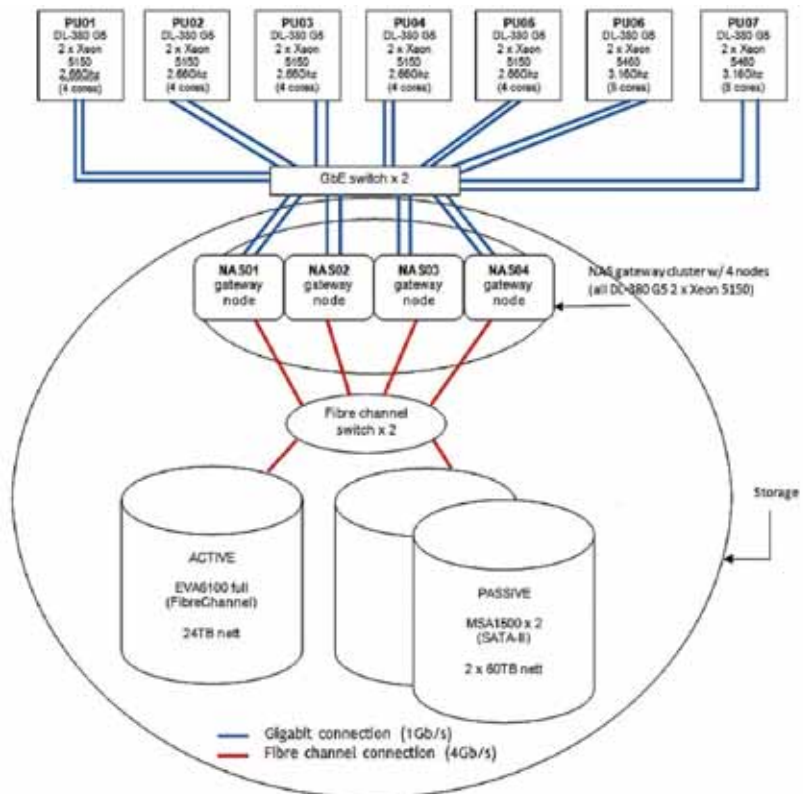 PU01
DL-380 G5
2 x Xeon
5150
2.66Ghz
(4 cores)
PU02
DL-380 G5
2 x Xeon
5150
2.66Ghz
(4 cores)
PU03
DL-380 G5
2 x Xeon
5150
2.66Ghz
(4 cores)
PU04
DL-380 G5
2 x Xeon
5150
2.66Ghz
(4 cores)
PU05
DL-380 G5
2 x Xeon
5150
2.66Ghz
(4 cores)
PU06
DL-380 G5
2 x Xeon
5460
3.16Ghz
(8 cores)
PU07
DL-380 G5
2 x Xeon
5460
3.16Ghz
(8 cores)
GbE switch x 2
NAS01
gateway
node
NAS02
gateway
node
NAS03
gateway
node
NAS04
gateway
node
NAS gateway cluster w/ 4 nodes
(all DL-380 G5 2 x Xeon 5150)
Fibre channel
switch x 2
Storage
ACTIVE
EVA6100 full
(FibreChannel)
24TB nett
PASSIVE
MSA1500 x 2
(SATA-II)
2 x 60TB nett
Gigabit connection (1Gb/s)
Fibre channel connection (4Gb/s)